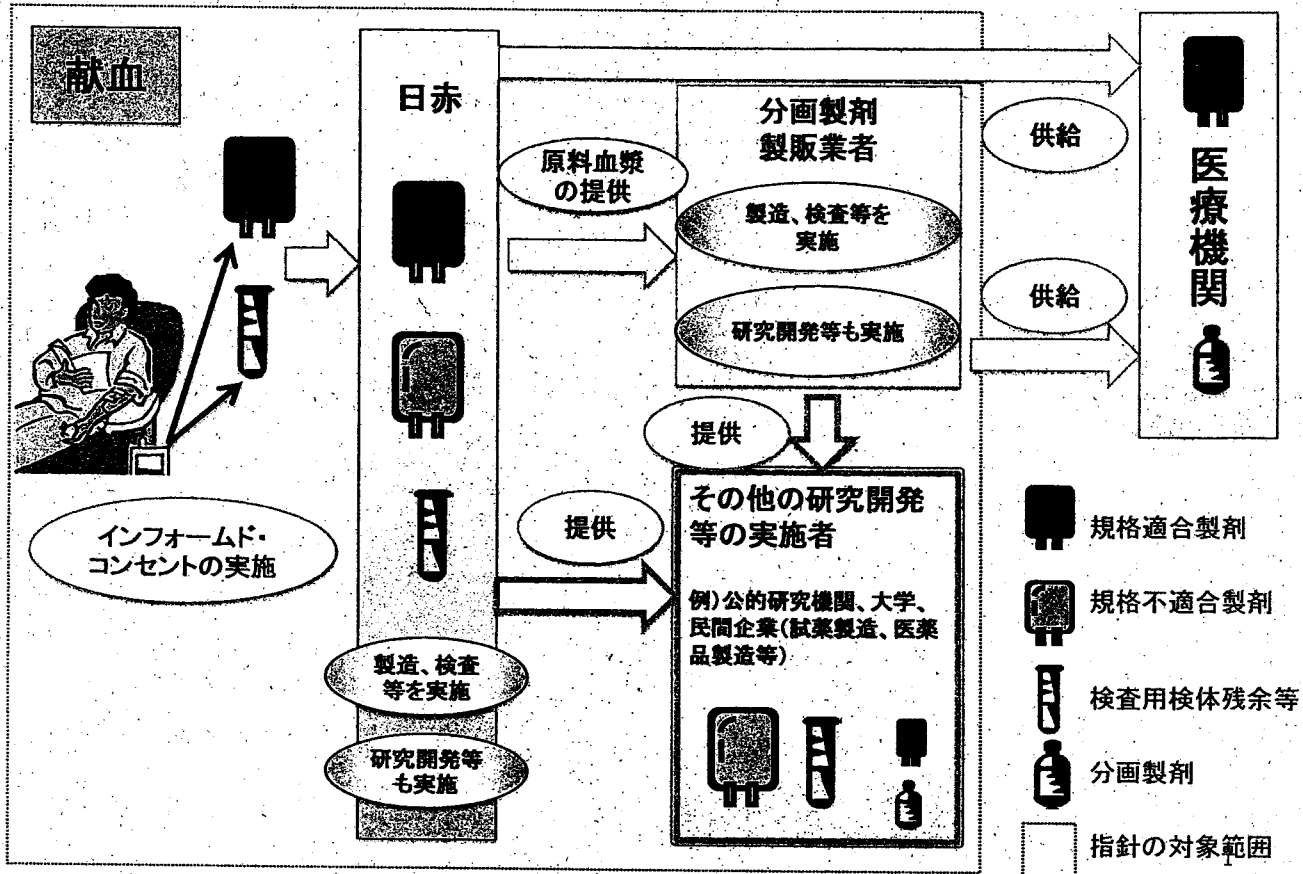 献血
日赤
分画製剤
製販業者
供給
原料血漿
の提供
製造、検査等を
実施
医療機関
供給
研究開発等も実施
提供
その他の研究開発
等の実施者
提供
インフォームド・
コンセントの実施
例)公的研究機関、大学、
民間企業(試薬製造、医薬
品製造等)
製造、検査
等を実施
研究開発等
も実施
規格適合製剤
規格不適合製剤
検査用検体残余等
分画製剤
指針の対象範囲
1